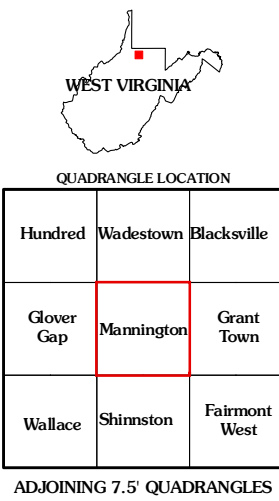 WEST VIRGINIA
QUADRANGLE LOCATION
Hundred Wadestown Blacksville
Glover Gap Mannington Grant Town
Wallace Shinnston Fairmont West
ADJOINING 7.5' QUADRANGLES